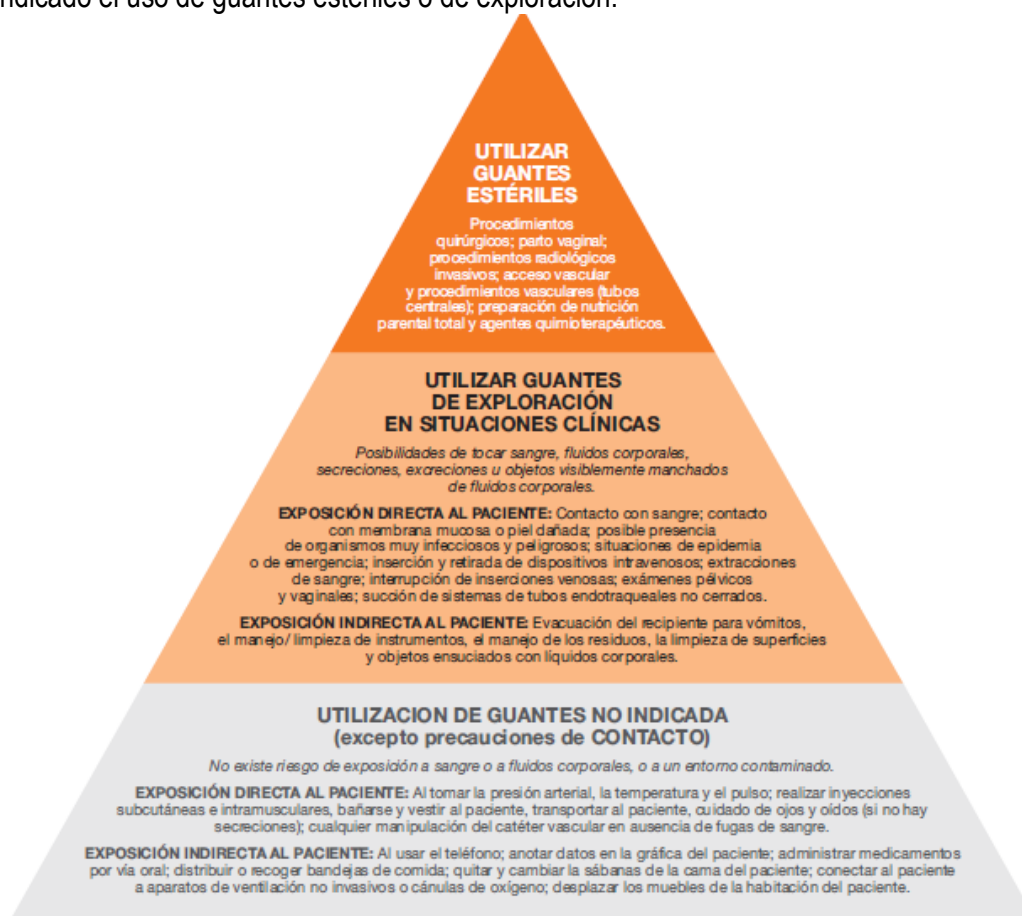 indicado el uso de guantes estériles o de exploración.
UTILIZAR
GUANTES
ESTÉRILES
Procedimientos
quirúrgicos; parto vaginal;
procedimientos radiológicos
invasivos; acceso vascular
y procedimientos vasculares (tubos
centrales); preparación de nutrición
parental total y agentes quimioterapéuticos.
UTILIZAR GUANTES
DE EXPLORACIÓN
EN SITUACIONES CLÍNICAS
Posibilidades de tocar sangre, fluidos corporales,
secreciones, excreciones u objetos visiblemente manchados
de fluidos corporales.
EXPOSICIÓN DIRECTA AL PACIENTE: Contacto con sangre; contacto
con membrana mucosa o piel dañada; posible presencia
de organismos muy infecciosos y peligrosos; situaciones de epidemia
o de emergencia; inserción y retirada de dispositivos intravenosos; extracciones
de sangre; interrupción de inserciones venosas; exámenes pélvicos
y vaginales; succión de sistemas de tubos endotraqueales no cerrados.
EXPOSICIÓN INDIRECTA AL PACIENTE: Evacuación del recipiente para vómitos,
el manejo/ limpieza de instrumentos, el manejo de los residuos, la limpieza de superficies
y objetos ensuciados con líquidos corporales.
UTILIZACION DE GUANTES NO INDICADA
(excepto precauciones de CONTACTO)
No existe riesgo de exposición a sangre o a fluidos corporales, o a un entorno contaminado.
EXPOSICIÓN DIRECTA AL PACIENTE: Al tomar la presión arterial, la temperatura y el pulso; realizar inyecciones
subcutáneas e intramusculares, bañarse y vestir al paciente, transportar al paciente, cuidado de ojos y oídos (si no hay
secreciones); cualquier manipulación del catéter vascular en ausencia de fugas de sangre.
EXPOSICIÓN INDIRECTA AL PACIENTE: Al usar el teléfono; anotar datos en la gráfica del paciente; administrar medicamentos
por vía oral; distribuir o recoger bandejas de comida; quitar y cambiar la sábanas de la cama del paciente; conectar al paciente
a aparatos de ventilación no invasivos o cánulas de oxígeno; desplazar los muebles de la habitación del paciente.